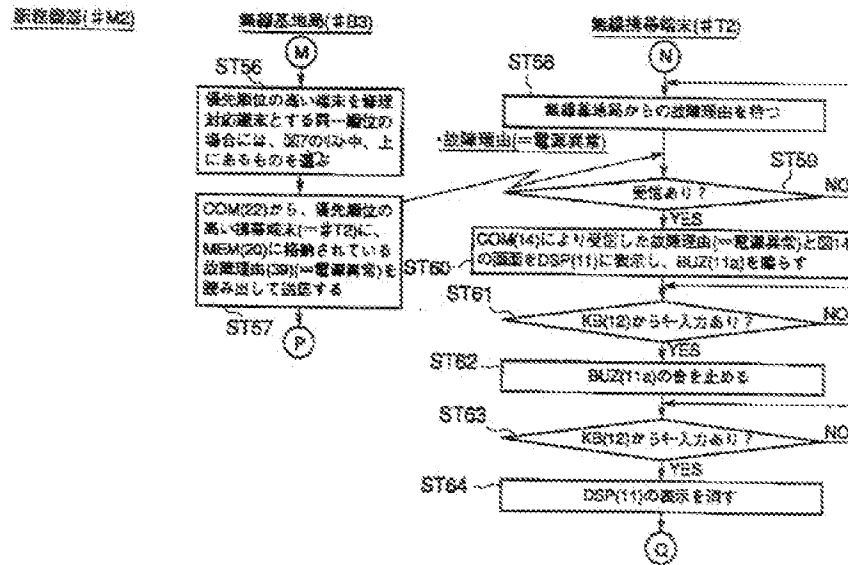 無線基地局(#B3)
M
ST56
優先順位の高い端末を修理
対応端末とする同一順位の
場合には、図7の 中、上
にあるものを選ぶ
COM(22)から、優先順位の
高い携帯端末(=#T2)に、
MEM(20)に格納されている
故障理由(39)(=電源異常)を
読み出して送信する
ST57
P
・故障理由(=電源異常)
無線携帯端末(#T2)
N
ST58
無線基地局からの故障理由を待つ
ST59
受信あり?
NO
YES
COM(14)により受信した故障理由(=電源異常)と図14
の画面をDSP(11)に表示し、BUZ(11a)を鳴らす
ST60
ST61
KB(12)からキー入力あり?
NO
YES
ST62
BUZ(11a)の音を止める
ST63
KB(12)からキー入力あり?
NO
YES
ST64
DSP(11)の表示を消す
Q